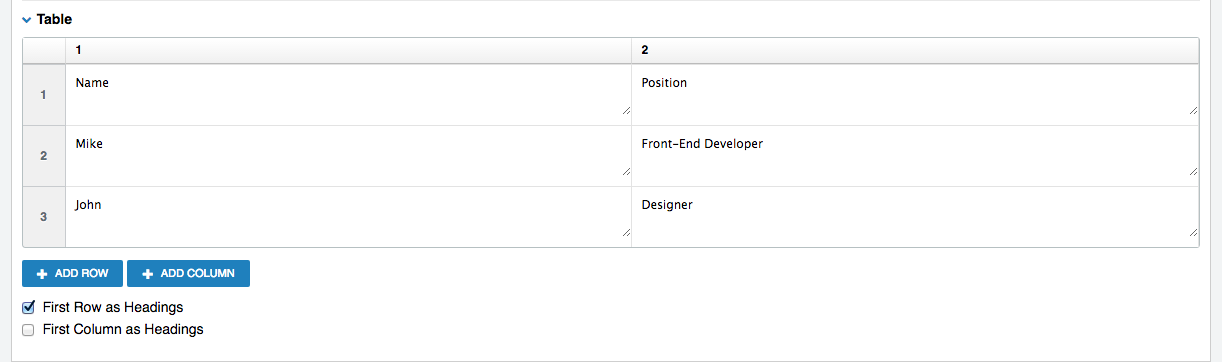 Table
1 2
1 Name Position
2 Mike Front-End Developer
3 John Designer
ADD ROW ADD COLUMN
First Row as Headings
First Column as Headings